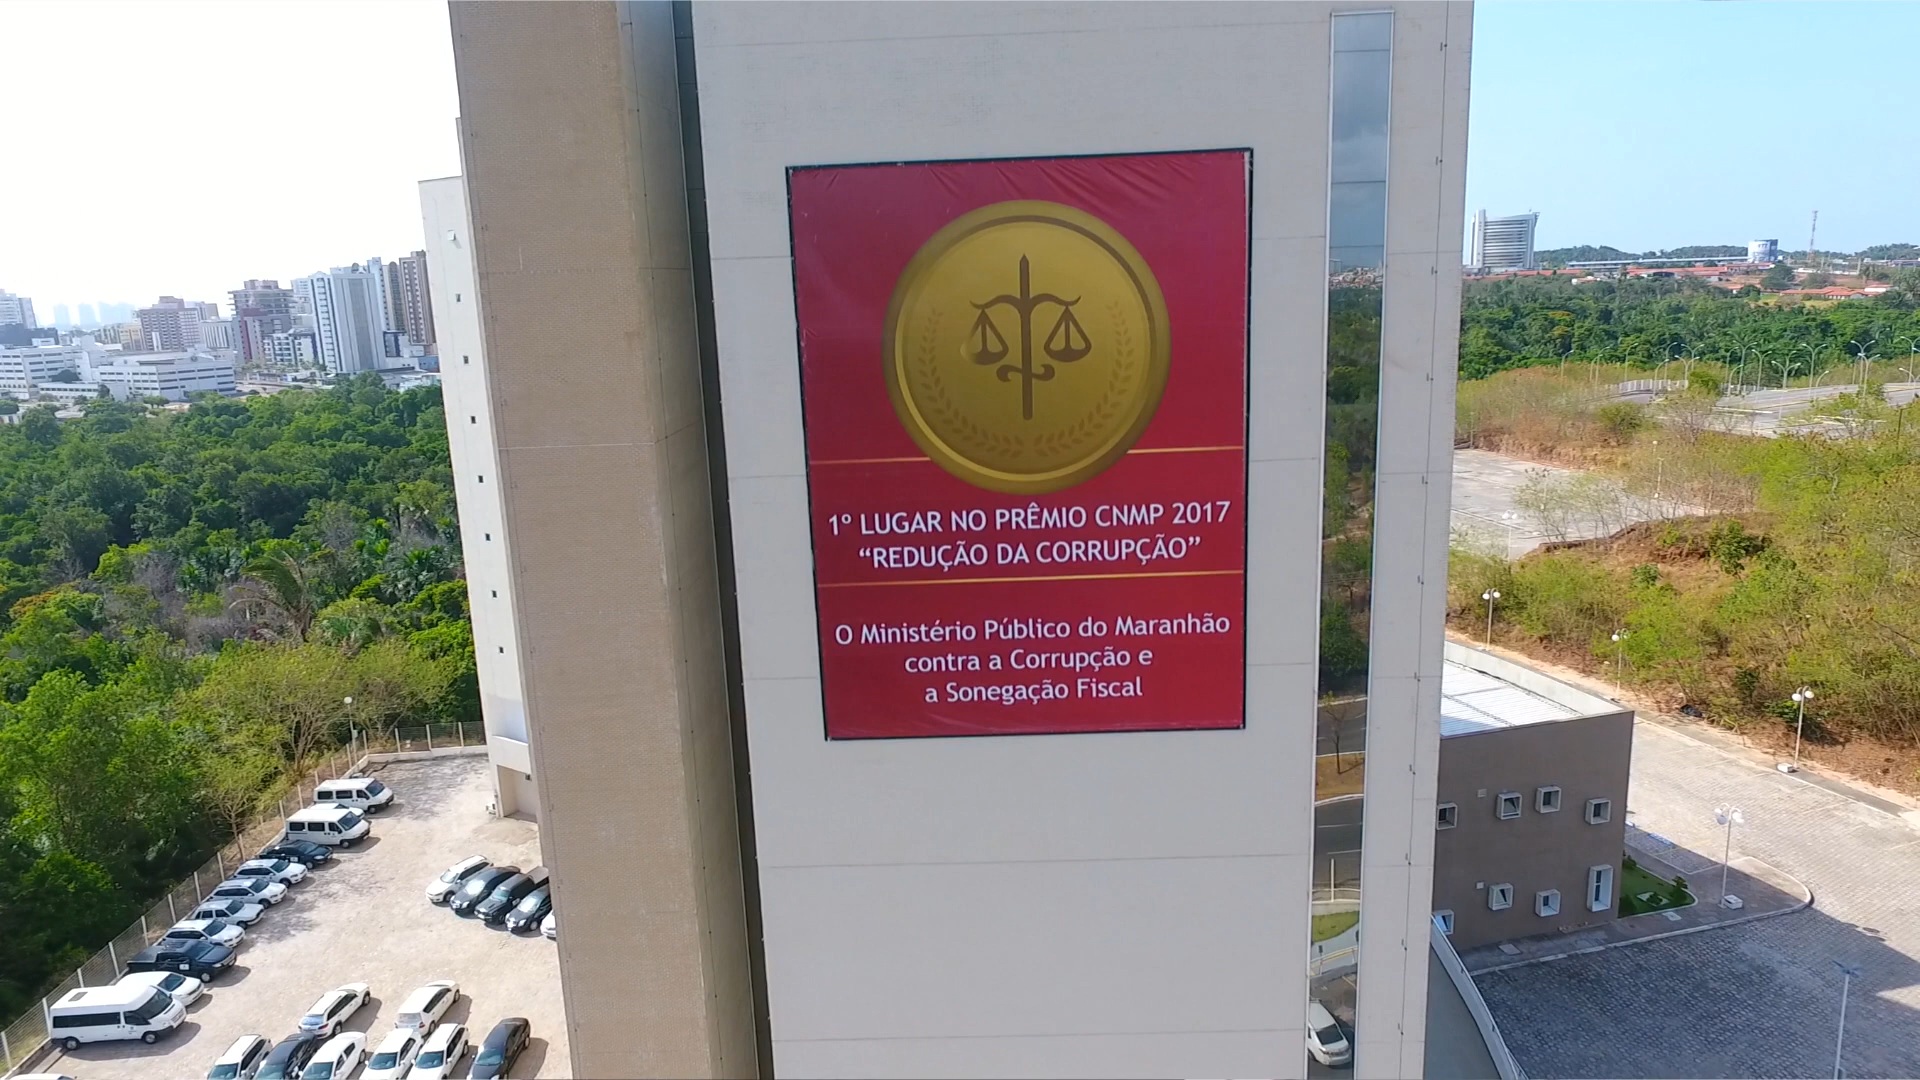 1º LUGAR NO PRÊMIO CNMP 2017
“REDUÇÃO DA CORRUPÇÃO”
O Ministério Público do Maranhão
contra a Corrupção e
a Sonegação Fiscal